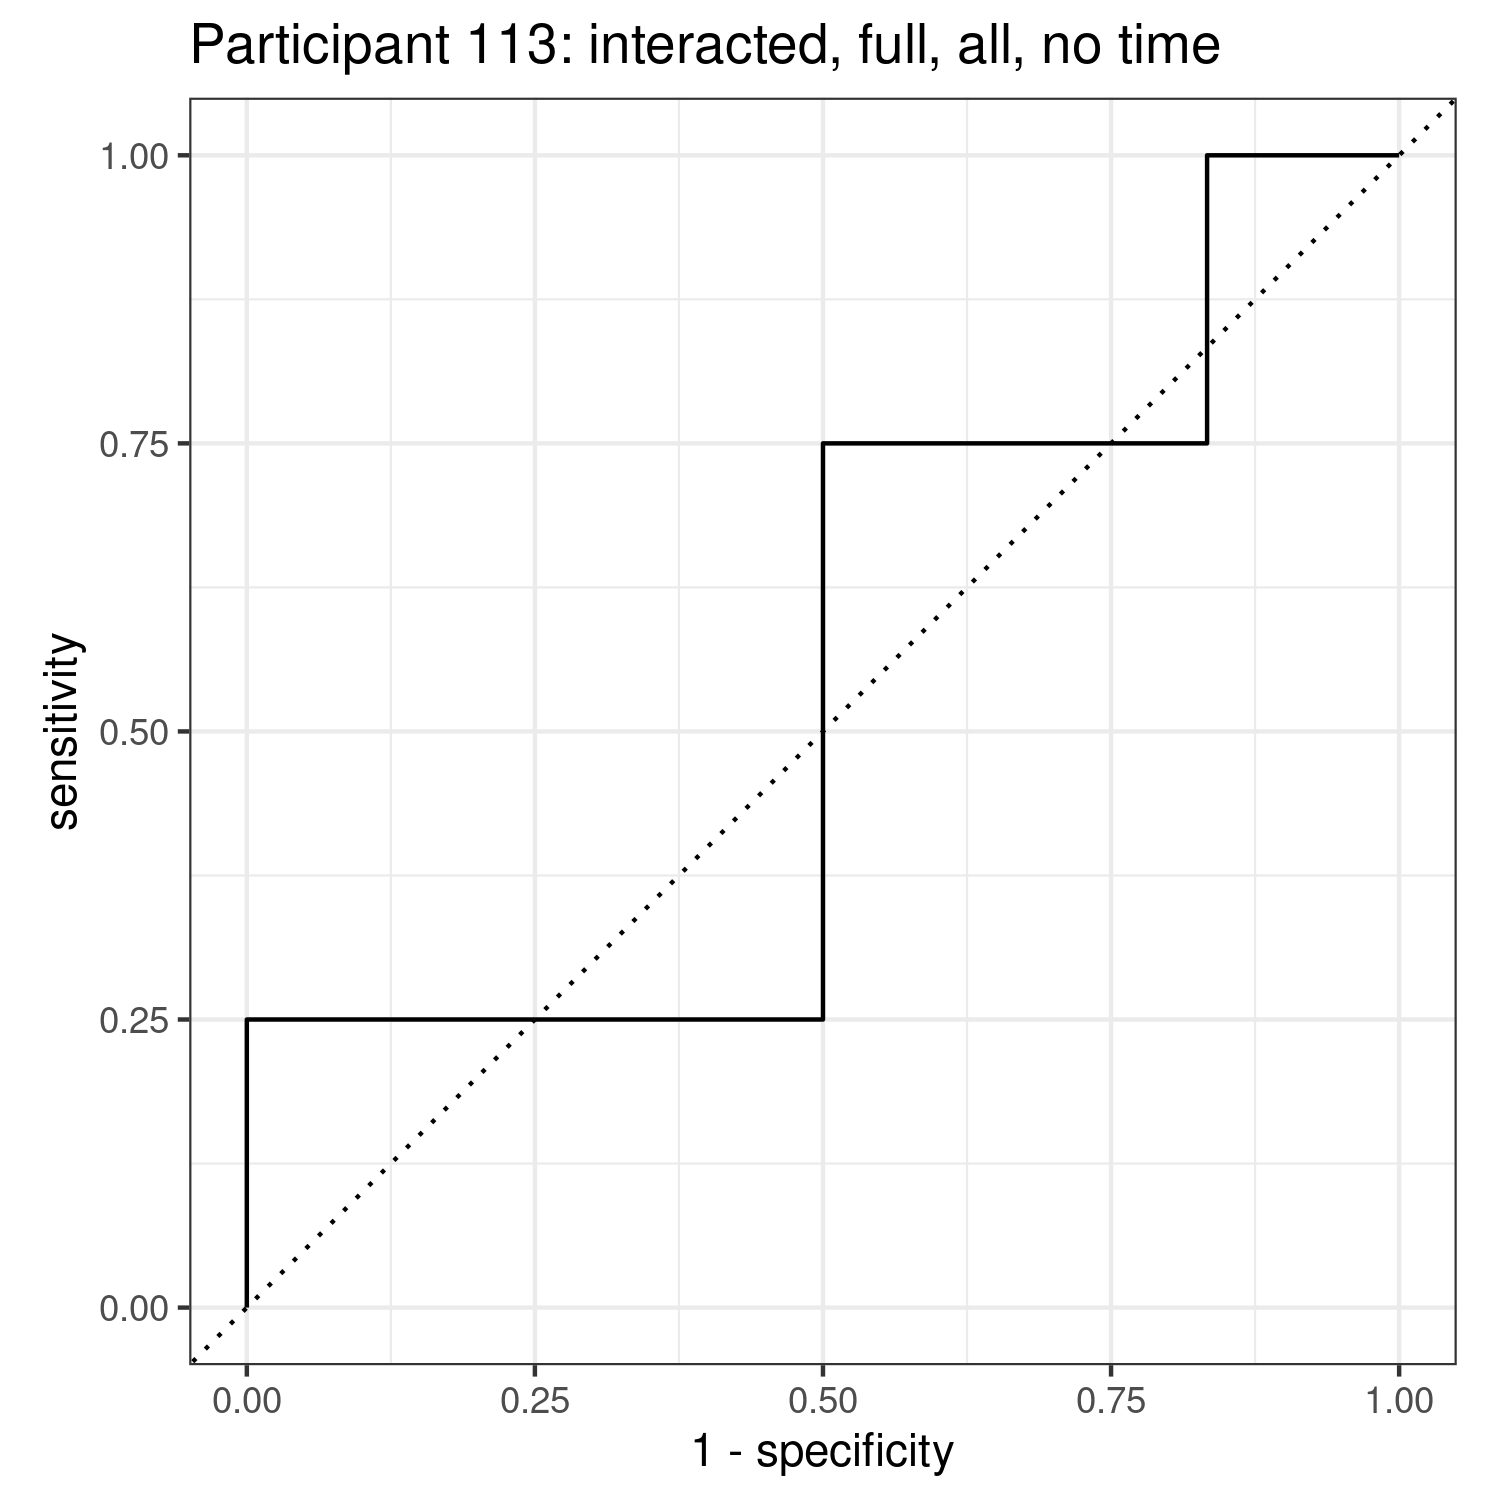 Participant 113: interacted, full, all, no time
1.00
0.75
0.50
0.25
0.00
sensitivity
0.00 0.25 0.50 0.75 1.00
1 - specificity